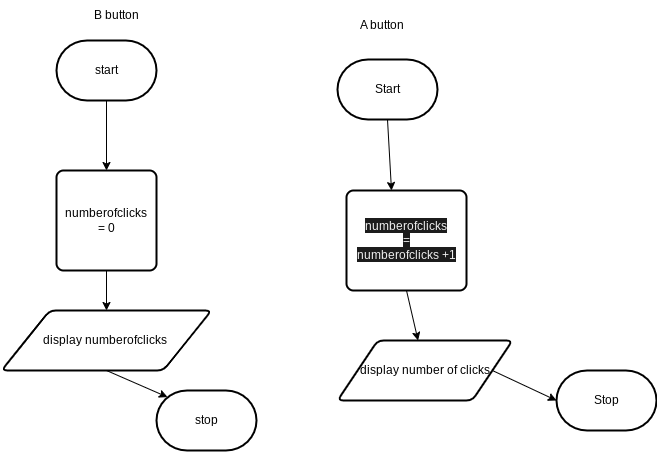 B button
start
numberofclicks
= 0
display numberofclicks
stop
A button
Start
numberofclicks
=
numberofclicks +1
display number of clicks
Stop